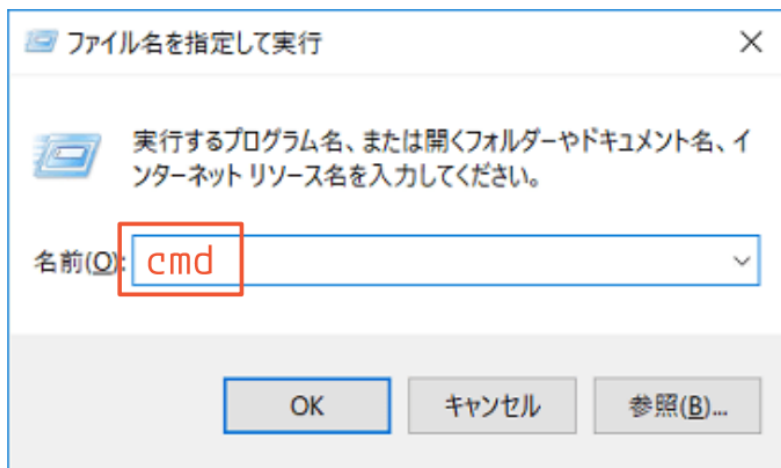 ファイル名を指定して実行
実行するプログラム名、または開くフォルダーやドキュメント名、イ
ンターネット リソース名を入力してください。
名前(O): cmd
OK キャンセル 参照(B)...